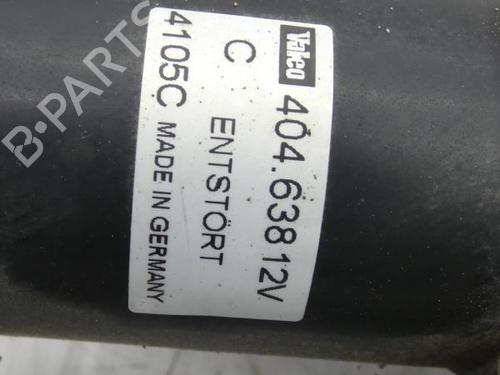 Valeo
404.638 12V
C ENTSTÖRT
4105C MADE IN GERMANY
B-PARTS